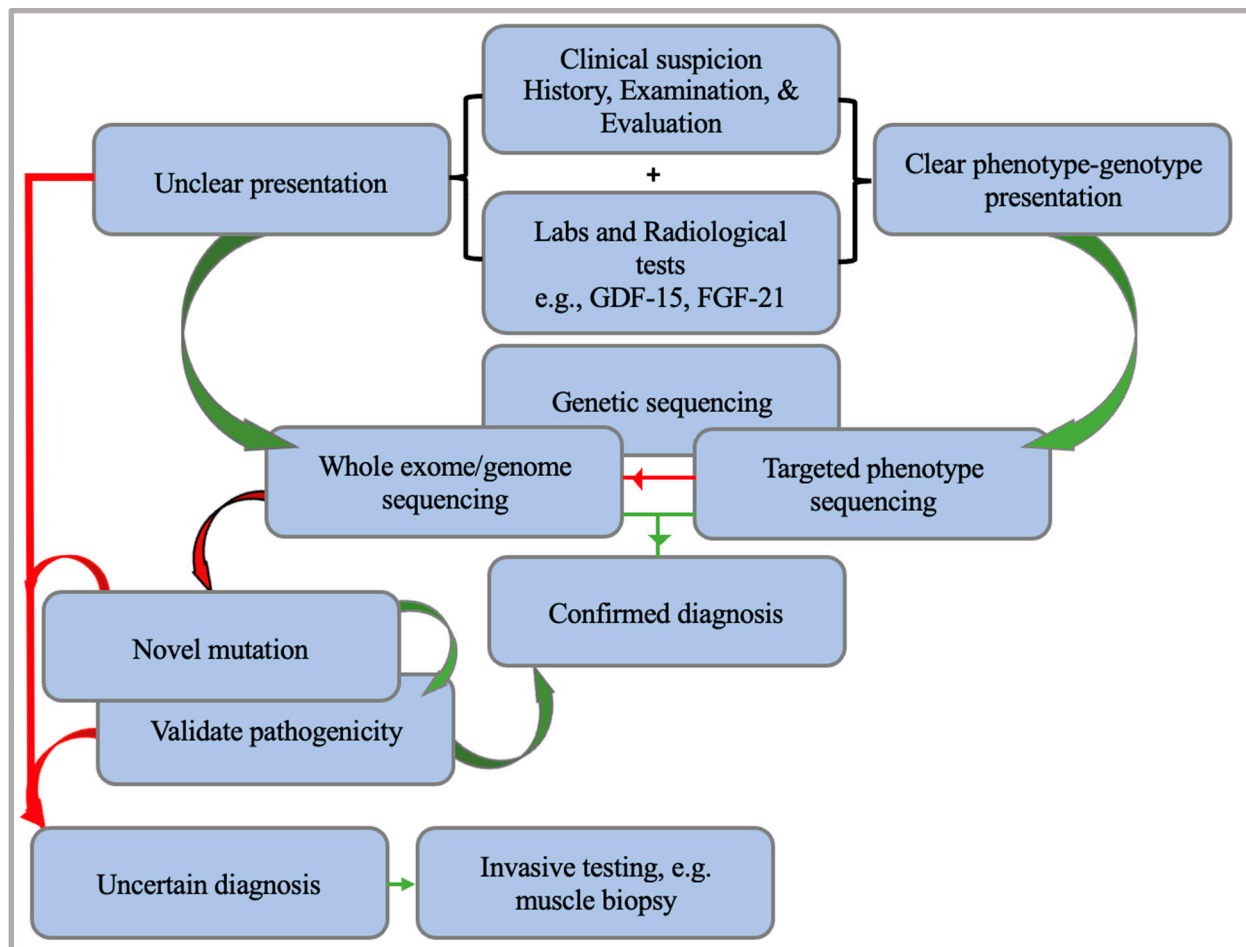 Clinical suspicion
History, Examination, &
Evaluation
Unclear presentation
+
Clear phenotype-genotype
presentation
Labs and Radiological
tests
e.g., GDF-15, FGF-21
Genetic sequencing
Whole exome/genome
sequencing
Targeted phenotype
sequencing
Confirmed diagnosis
Novel mutation
Validate pathogenicity
Uncertain diagnosis
Invasive testing, e.g.
muscle biopsy